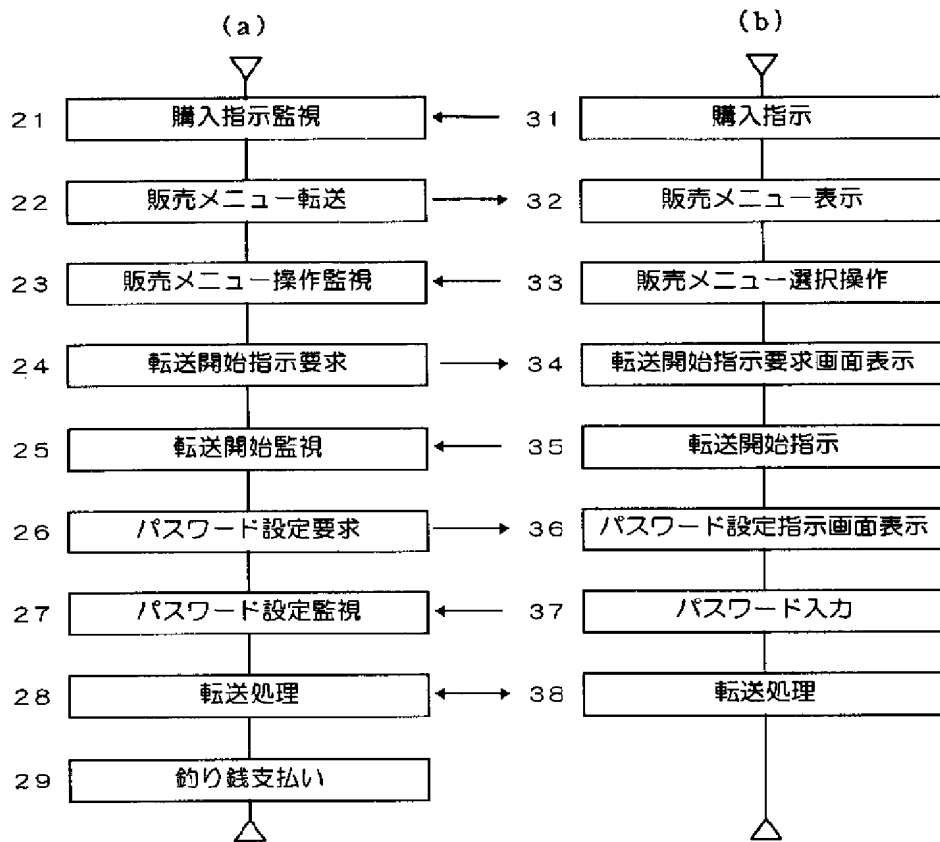 (a) (b)
21 購入指示監視 31 購入指示
22 販売メニュー転送 32 販売メニュー表示
23 販売メニュー操作監視 33 販売メニュー選択操作
24 転送開始指示要求 34 転送開始指示要求画面表示
25 転送開始監視 35 転送開始指示
26 パスワード設定要求 36 パスワード設定指示画面表示
27 パスワード設定監視 37 パスワード入力
28 転送処理 38 転送処理
29 釣り銭支払い